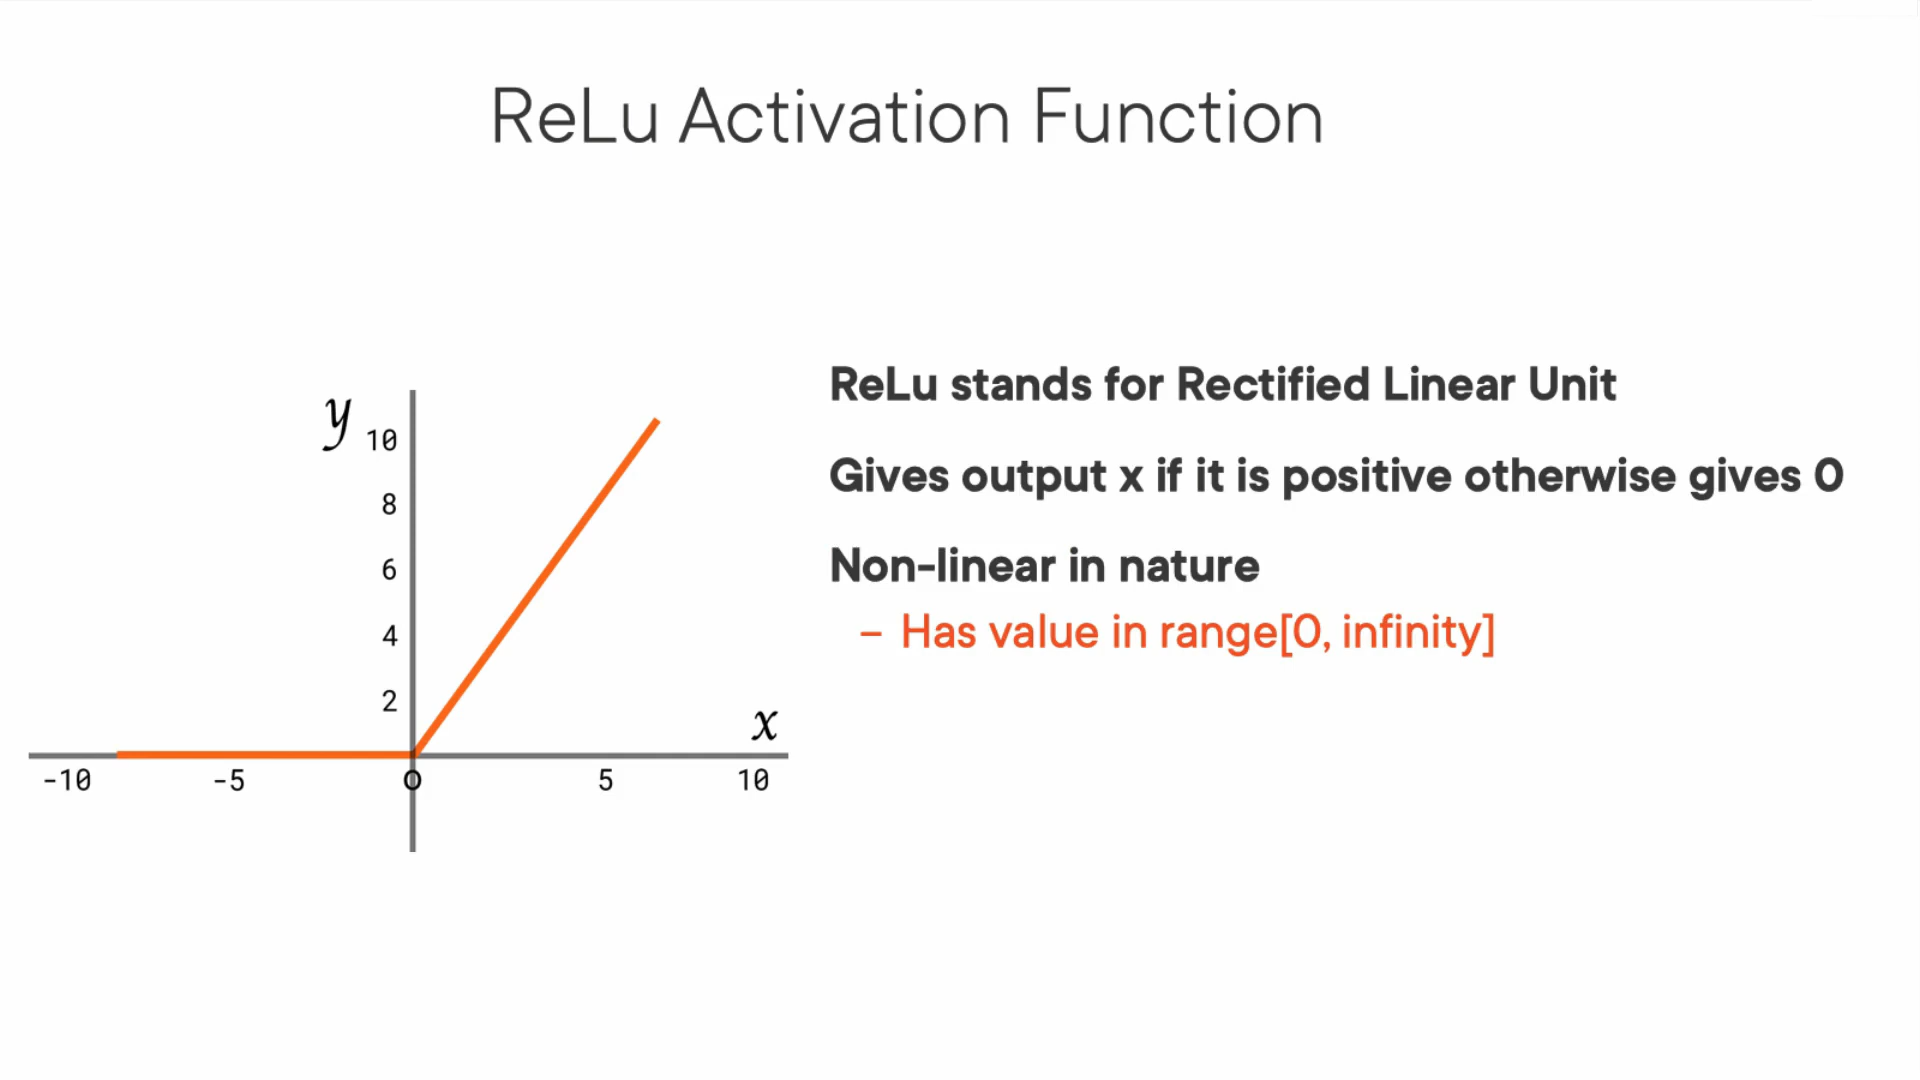 ReLu Activation Function
y
10
8
6
4
2
x
-10 -5 0 5 10
ReLu stands for Rectified Linear Unit
Gives output x if it is positive otherwise gives 0
Non-linear in nature
– Has value in range[0, infinity]